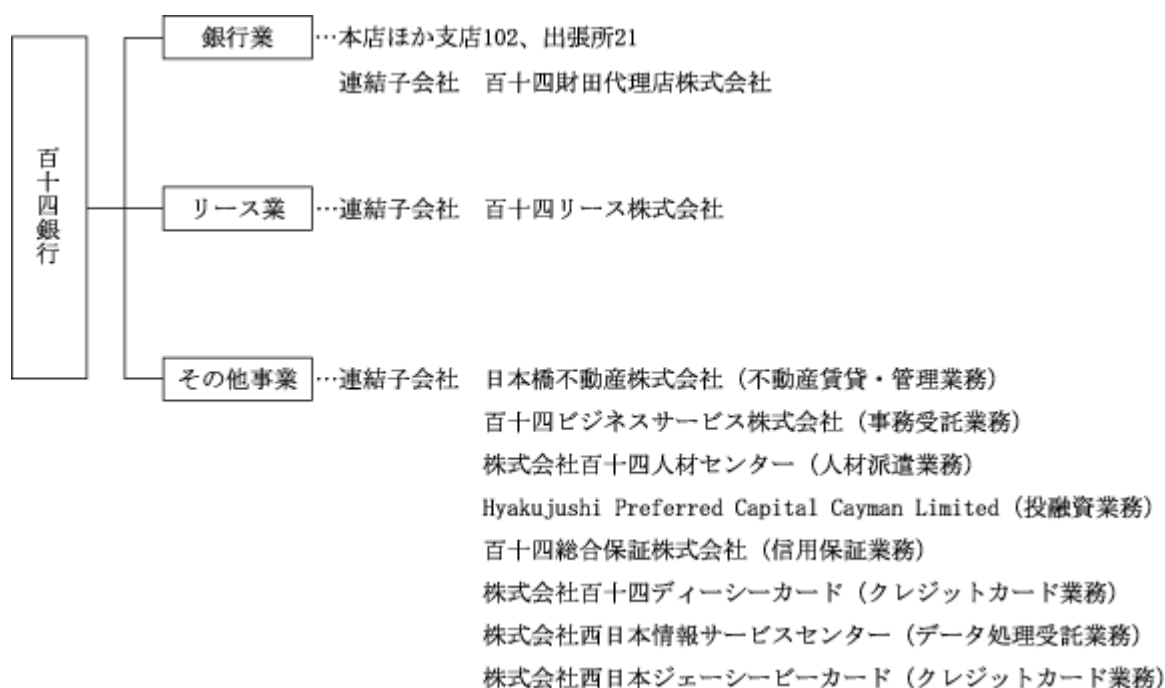 百十四銀行
銀行業…本店ほか支店102、出張所21
連結子会社 百十四財田代理店株式会社
リース業…連結子会社 百十四リース株式会社
その他事業…連結子会社 日本橋不動産株式会社（不動産賃貸・管理業務）
百十四ビジネスサービス株式会社（事務受託業務）
株式会社百十四人材センター（人材派遣業務）
Hyakujushi Preferred Capital Cayman Limited（投融資業務）
百十四総合保証株式会社（信用保証業務）
株式会社百十四ディーシーカード（クレジットカード業務）
株式会社西日本情報サービスセンター（データ処理受託業務）
株式会社西日本ジェーシービーカード（クレジットカード業務）